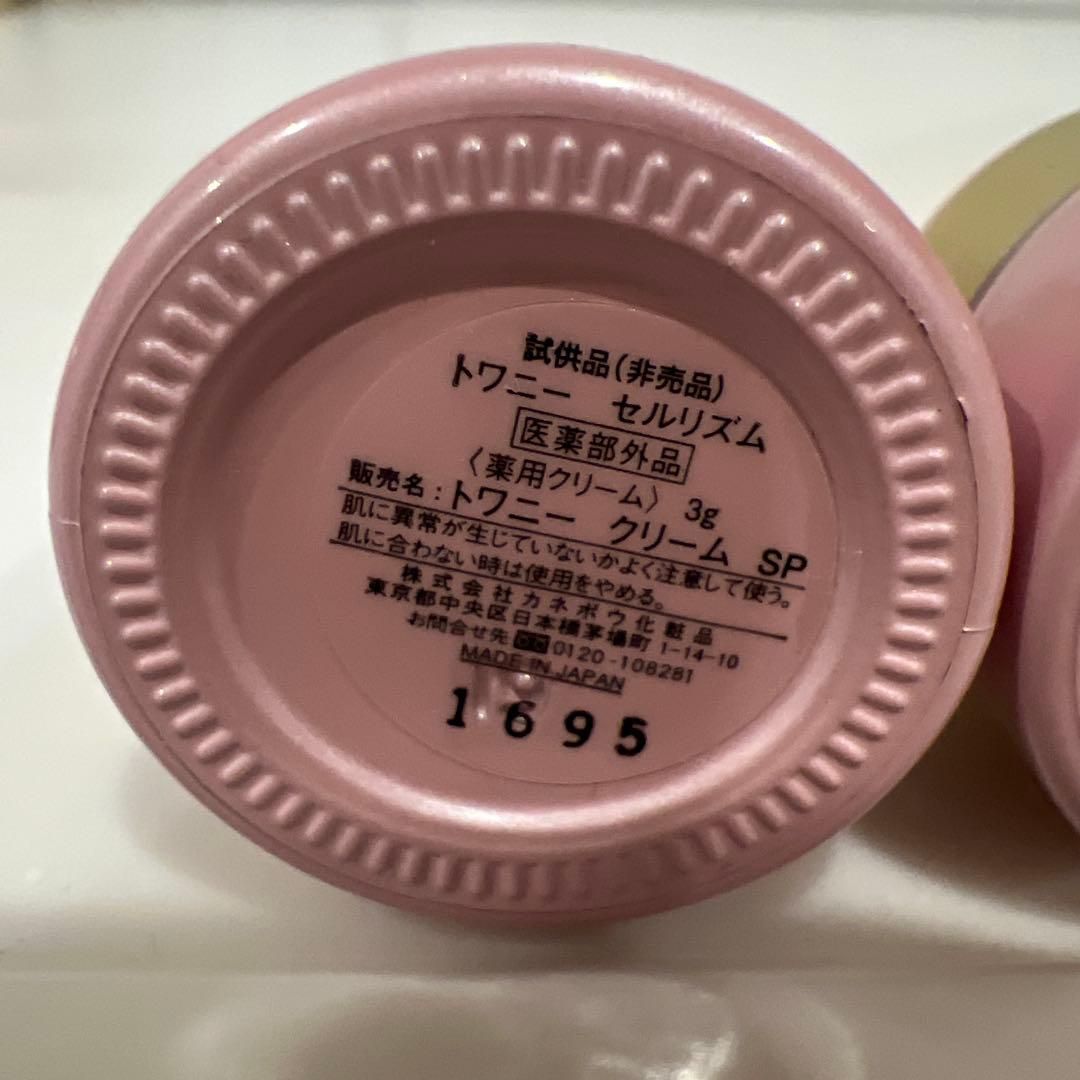 試供品(非売品)
トワニー セルリズム
医薬部外品
〈薬用クリーム〉 3g
販売名:トワニー クリーム SP
肌に異常が生じていないかよく注意して使う。
肌に合わない時は使用をやめる。
株式会社カネボウ化粧品
東京都中央区日本橋茅場町 1-14-10
お問合せ先 0120-108281
MADE IN JAPAN
1695